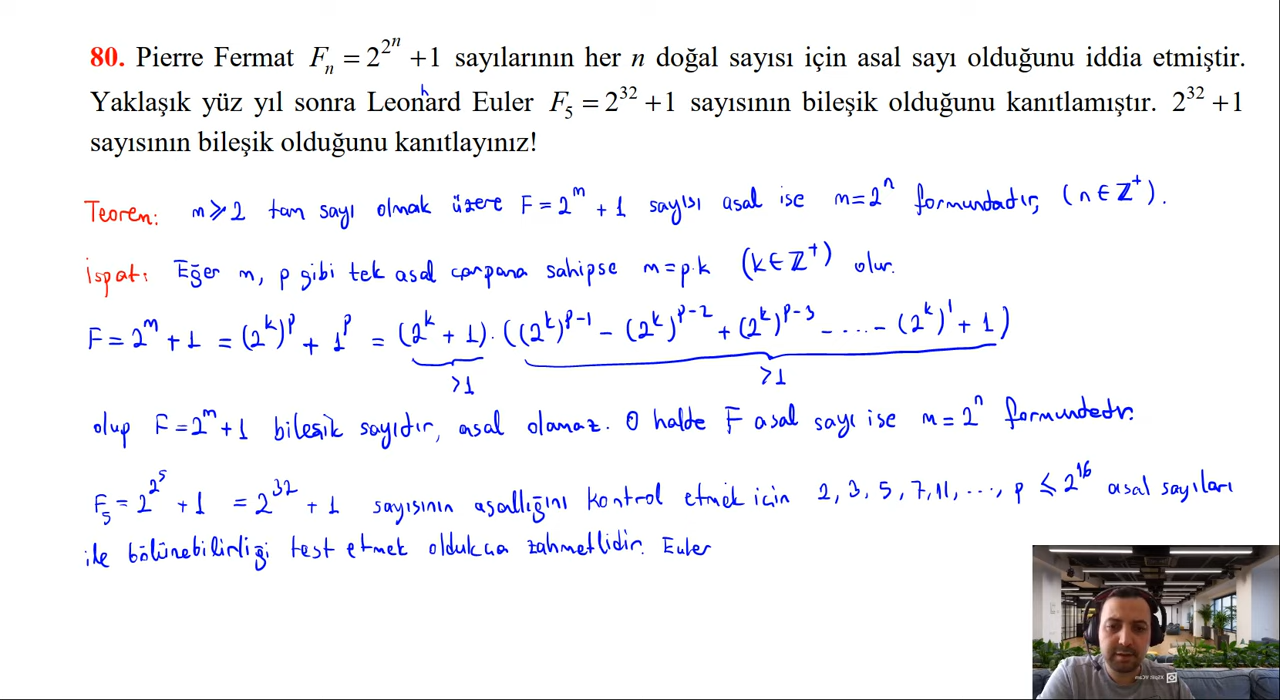 80. Pierre Fermat Fₙ = 2^(2^n) + 1 sayılarının her n doğal sayısı için asal sayı olduğunu iddia etmiştir.
Yaklaşık yüz yıl sonra Leonhard Euler F₅ = 2^32 + 1 sayısının bileşik olduğunu kanıtlamıştır. 2^32 + 1
sayısının bileşik olduğunu kanıtlayınız!
Teoren: m ⩾ 2 tam sayı olmak üzere F = 2^m + 1 sayısı asal ise m = 2^n formundadır, (n ∈ ℤ⁺).
İspat: Eğer m, p gibi tek asal çarpana sahipse m = p·k (k ∈ ℤ⁺) olur.
F = 2^m + 1 = (2^k)^p + 1^p = (2^k + 1)·((2^k)^(p-1) − (2^k)^(p-2) + (2^k)^(p-3) − .... − (2^k)^1 + 1)
>1 >1
olup F = 2^m + 1 bileşik sayıdır, asal olamaz. O halde F asal sayı ise m = 2^n formundadır.
F₅ = 2^(2^5) + 1 = 2^32 + 1 sayısının asallığını kontrol etmek için 2, 3, 5, 7, 11, ..., p ⩽ 2^16 asal sayıları
ile bölünebilirliği test etmek oldukça zahmetlidir. Euler